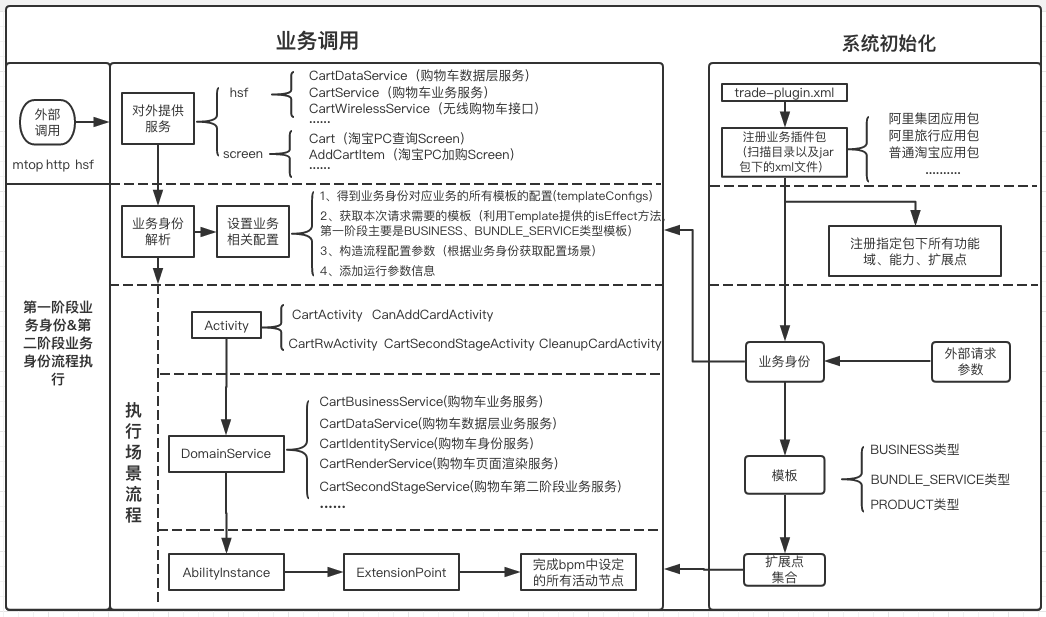 业务调用
系统初始化
外部
调用
mtop http hsf
对外提供
服务
hsf
CartDataService（购物车数据层服务）
CartService（购物车业务服务）
CartWirelessService（无线购物车接口）
......
screen
Cart（淘宝PC查询Screen）
AddCartItem（淘宝PC加购Screen）
......
业务身份
解析
设置业务
相关配置
1、得到业务身份对应业务的所有模板的配置(templateConfigs)
2、获取本次请求需要的模板（利用Template提供的isEffect方法,
第一阶段主要是BUSINESS、BUNDLE_SERVICE类型模板）
3、构造流程配置参数（根据业务身份获取配置场景）
4、添加运行参数信息
第一阶段业
务身份&第
二阶段业务
身份流程执
行
执
行
场
景
流
程
Activity
CartActivity CanAddCardActivity
CartRwActivity CartSecondStageActivity CleanupCardActivity
DomainService
CartBusinessService(购物车业务服务)
CartDataService(购物车数据层业务服务)
CartIdentityService(购物车身份服务)
CartRenderService(购物车页面渲染服务)
CartSecondStageService(购物车第二阶段业务服务)
......
AbilityInstance
ExtensionPoint
完成bpm中设定
的所有活动节点
trade-plugin.xml
注册业务插件包
（扫描目录以及jar
包下的xml文件）
阿里集团应用包
阿里旅行应用包
普通淘宝应用包
..........
注册指定包下所有功能
域、能力、扩展点
业务身份
外部请求
参数
模板
BUSINESS类型
BUNDLE_SERVICE类型
PRODUCT类型
扩展点
集合